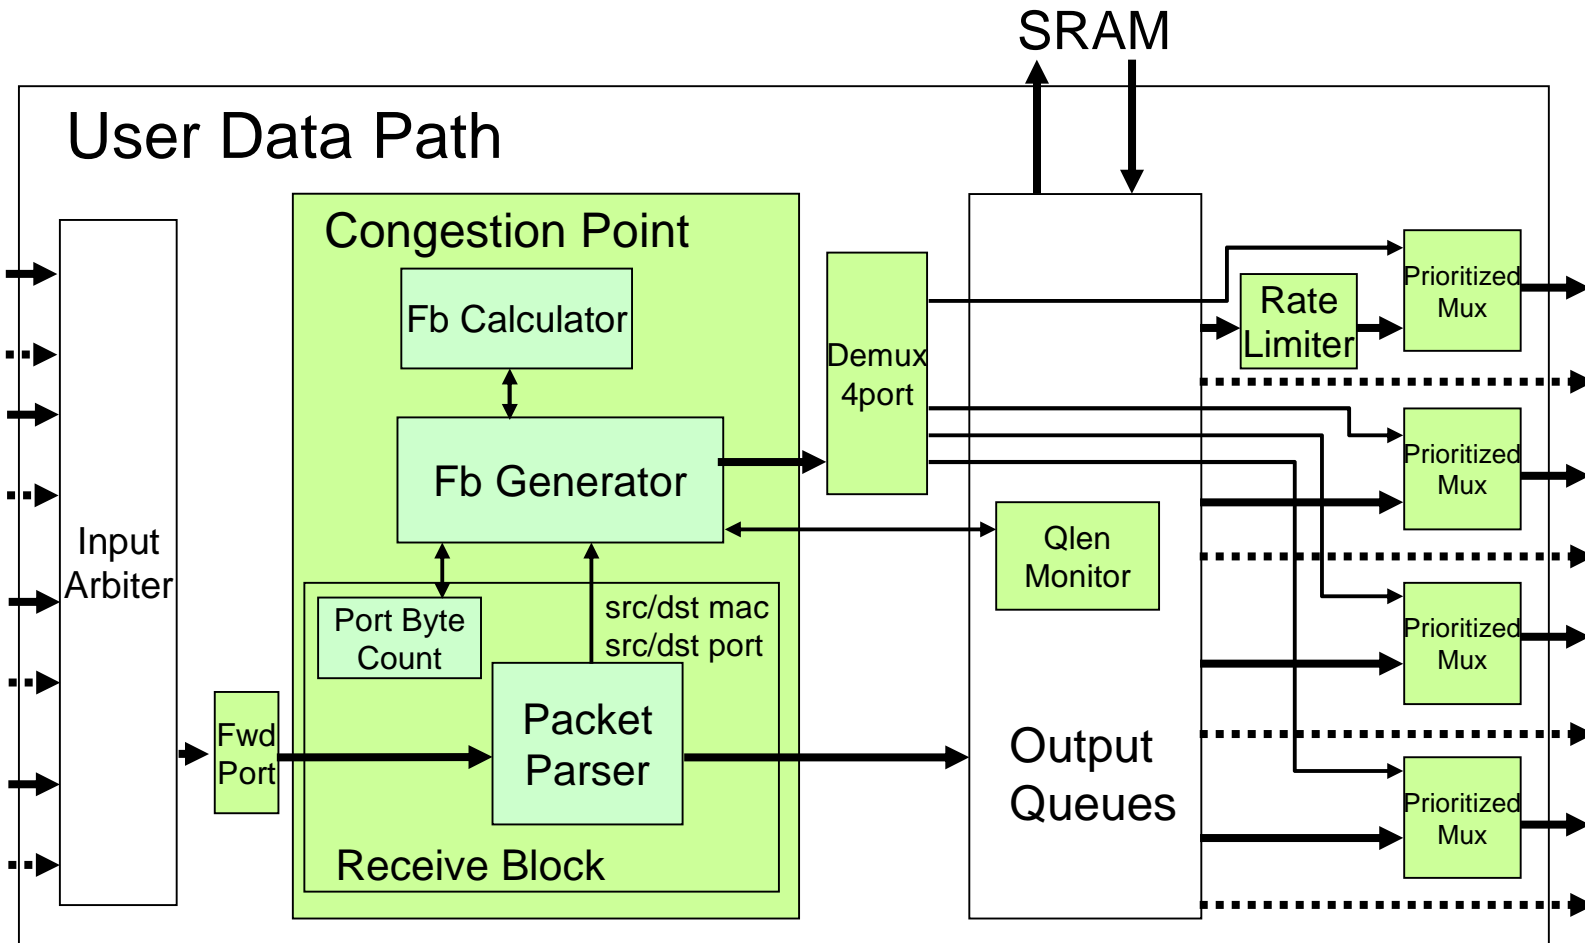 SRAM
User Data Path
Congestion Point
Fb Calculator
Fb Generator
Port Byte
Count
src/dst mac
src/dst port
Packet
Parser
Receive Block
Input
Arbiter
Fwd
Port
Demux
4port
Qlen
Monitor
Output
Queues
Rate
Limiter
Prioritized
Mux
Prioritized
Mux
Prioritized
Mux
Prioritized
Mux